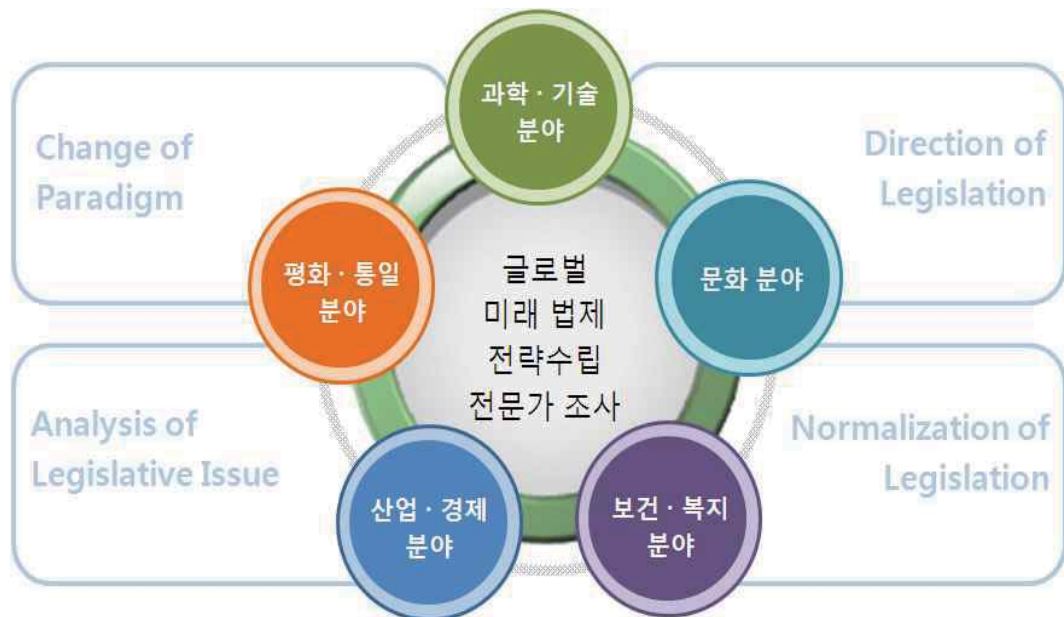 과학 · 기술
분야
Change of
Paradigm
Direction of
Legislation
평화 · 통일
분야
글로벌
미래 법제
전략수립
전문가 조사
문화 분야
Analysis of
Legislative Issue
Normalization of
Legislation
산업 · 경제
분야
보건 · 복지
분야